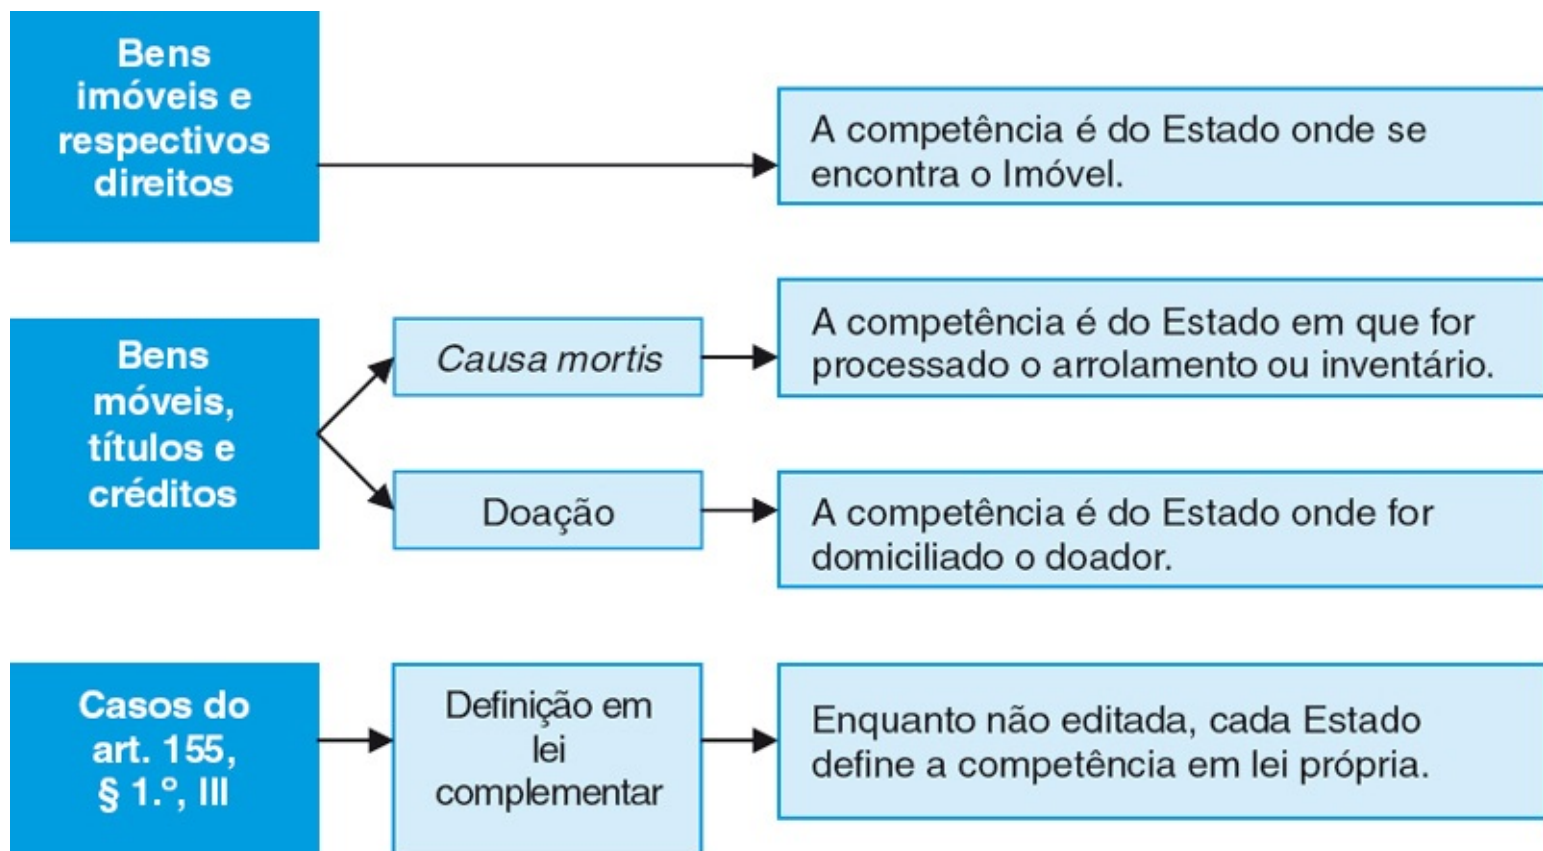 Bens
imóveis e
respectivos
direitos
A competência é do Estado onde se
encontra o Imóvel.
Bens
móveis,
títulos e
créditos
Causa mortis
A competência é do Estado em que for
processado o arrolamento ou inventário.
Doação
A competência é do Estado onde for
domiciliado o doador.
Casos do
art. 155,
§ 1.º, III
Definição em
lei
complementar
Enquanto não editada, cada Estado
define a competência em lei própria.